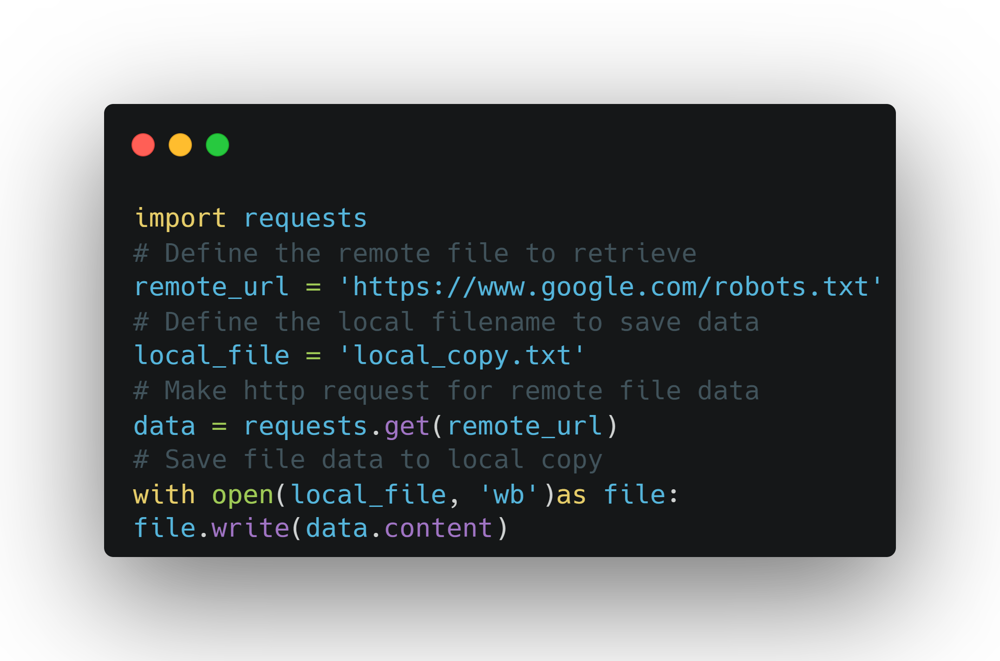 import requests
# Define the remote file to retrieve
remote_url = 'https://www.google.com/robots.txt'
# Define the local filename to save data
local_file = 'local_copy.txt'
# Make http request for remote file data
data = requests.get(remote_url)
# Save file data to local copy
with open(local_file, 'wb')as file:
file.write(data.content)